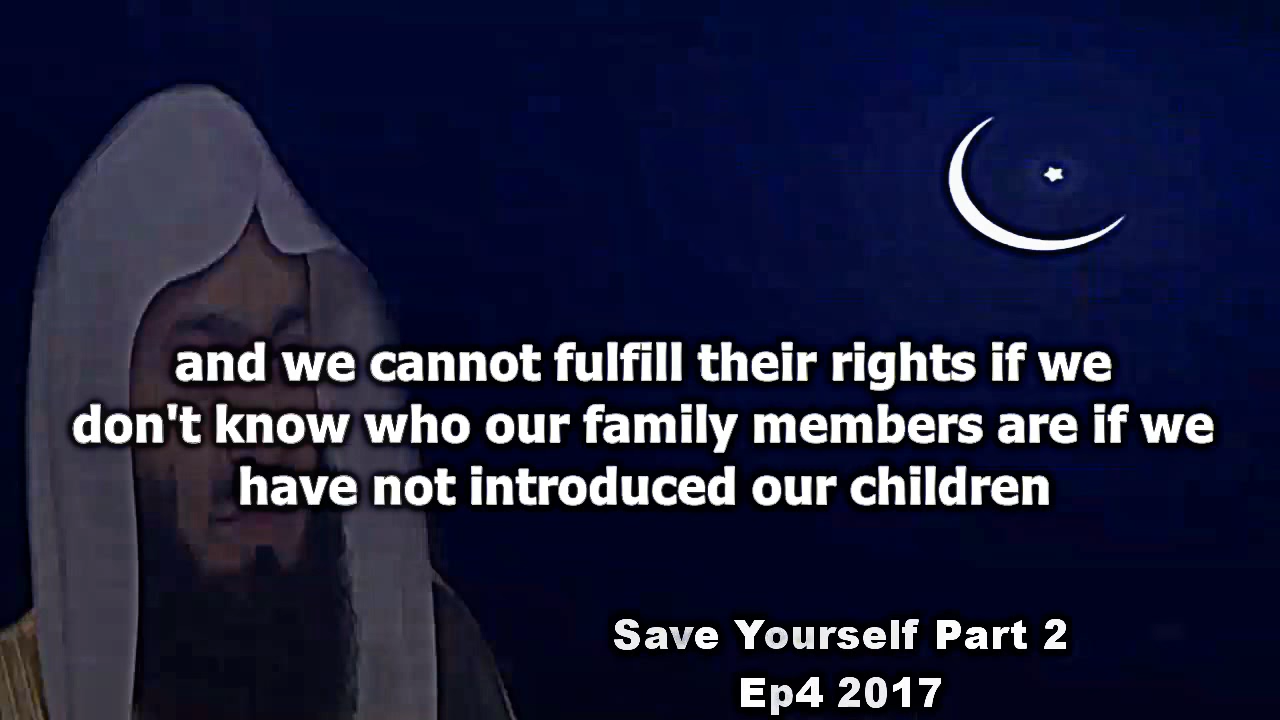 and we cannot fulfill their rights if we
don't know who our family members are if we
have not introduced our children
Save Yourself Part 2
Ep4 2017